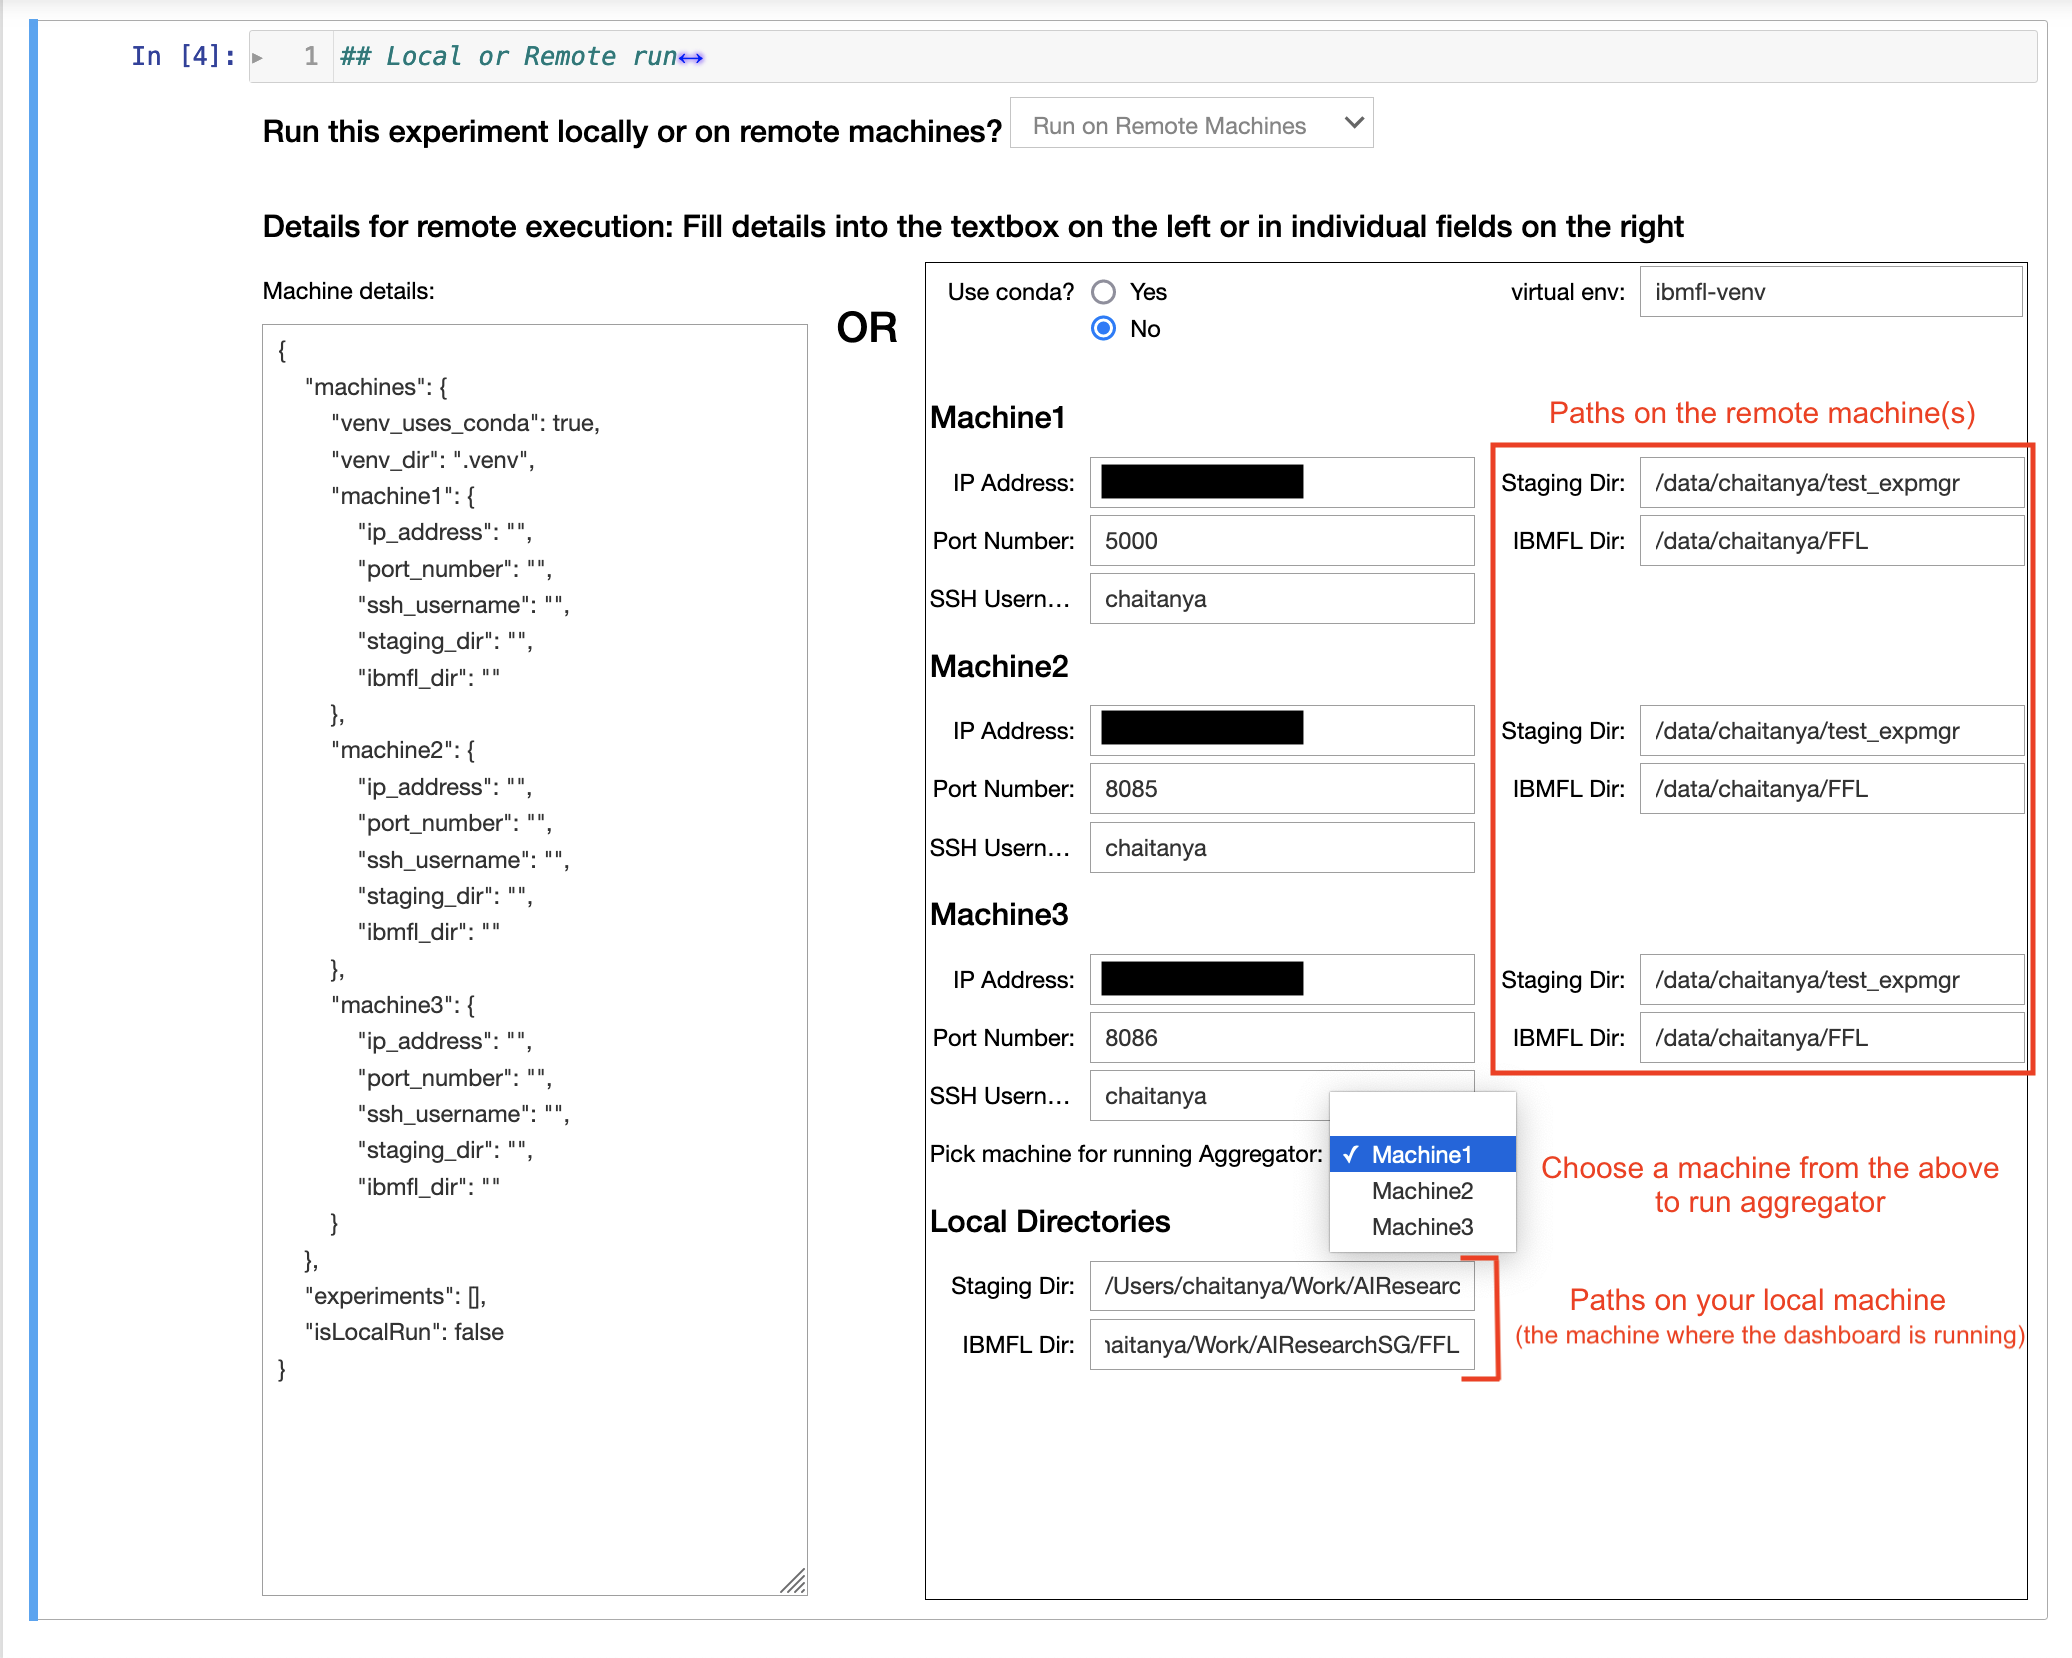 In [4]:
1 ## Local or Remote run↔
Run this experiment locally or on remote machines? Run on Remote Machines
Details for remote execution: Fill details into the textbox on the left or in individual fields on the right
Machine details:
{
"machines": {
"venv_uses_conda": true,
"venv_dir": ".venv",
"machine1": {
"ip_address": "",
"port_number": "",
"ssh_username": "",
"staging_dir": "",
"ibmfl_dir": ""
},
"machine2": {
"ip_address": "",
"port_number": "",
"ssh_username": "",
"staging_dir": "",
"ibmfl_dir": ""
},
"machine3": {
"ip_address": "",
"port_number": "",
"ssh_username": "",
"staging_dir": "",
"ibmfl_dir": ""
}
},
"experiments": [],
"isLocalRun": false
}
OR
Use conda? Yes
No
virtual env: ibmfl-venv
Machine1
Paths on the remote machine(s)
IP Address:
Staging Dir: /data/chaitanya/test_expmgr
Port Number: 5000
IBMFL Dir: /data/chaitanya/FFL
SSH Usern... chaitanya
Machine2
IP Address:
Staging Dir: /data/chaitanya/test_expmgr
Port Number: 8085
IBMFL Dir: /data/chaitanya/FFL
SSH Usern... chaitanya
Machine3
IP Address:
Staging Dir: /data/chaitanya/test_expmgr
Port Number: 8086
IBMFL Dir: /data/chaitanya/FFL
SSH Usern... chaitanya
Pick machine for running Aggregator: ✓ Machine1
Machine2
Machine3
Choose a machine from the above
to run aggregator
Local Directories
Staging Dir: /Users/chaitanya/Work/AIResearc
IBMFL Dir: haitanya/Work/AIResearchSG/FFL
Paths on your local machine
(the machine where the dashboard is running)